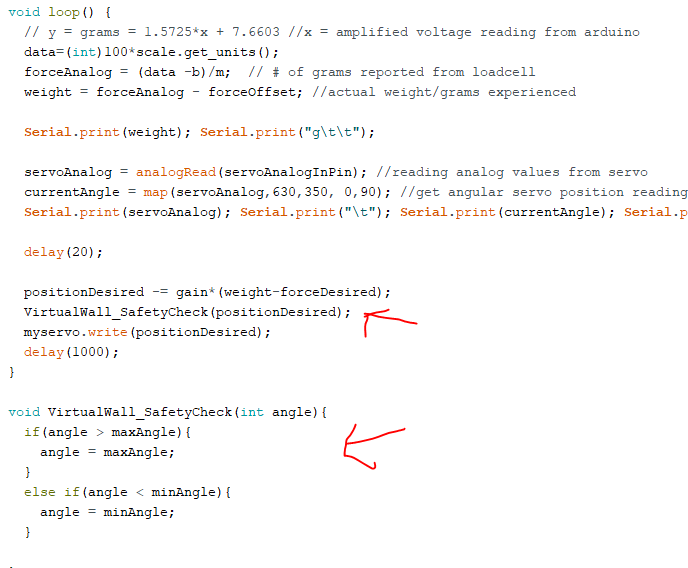 void loop() {
// y = grams = 1.5725*x + 7.6603 //x = amplified voltage reading from arduino
data=(int)100*scale.get_units();
forceAnalog = (data -b)/m;  // # of grams reported from loadcell
weight = forceAnalog - forceOffset; //actual weight/grams experienced
Serial.print(weight); Serial.print("g\t\t");
servoAnalog = analogRead(servoAnalogInPin); //reading analog values from servo
currentAngle = map(servoAnalog,630,350, 0,90); //get angular servo position reading
Serial.print(servoAnalog); Serial.print("\t"); Serial.print(currentAngle); Serial.p
delay(20);
positionDesired -= gain*(weight-forceDesired);
VirtualWall_SafetyCheck(positionDesired);
myservo.write(positionDesired);
delay(1000);
}
void VirtualWall_SafetyCheck(int angle){
if(angle > maxAngle){
angle = maxAngle;
}
else if(angle < minAngle){
angle = minAngle;
}